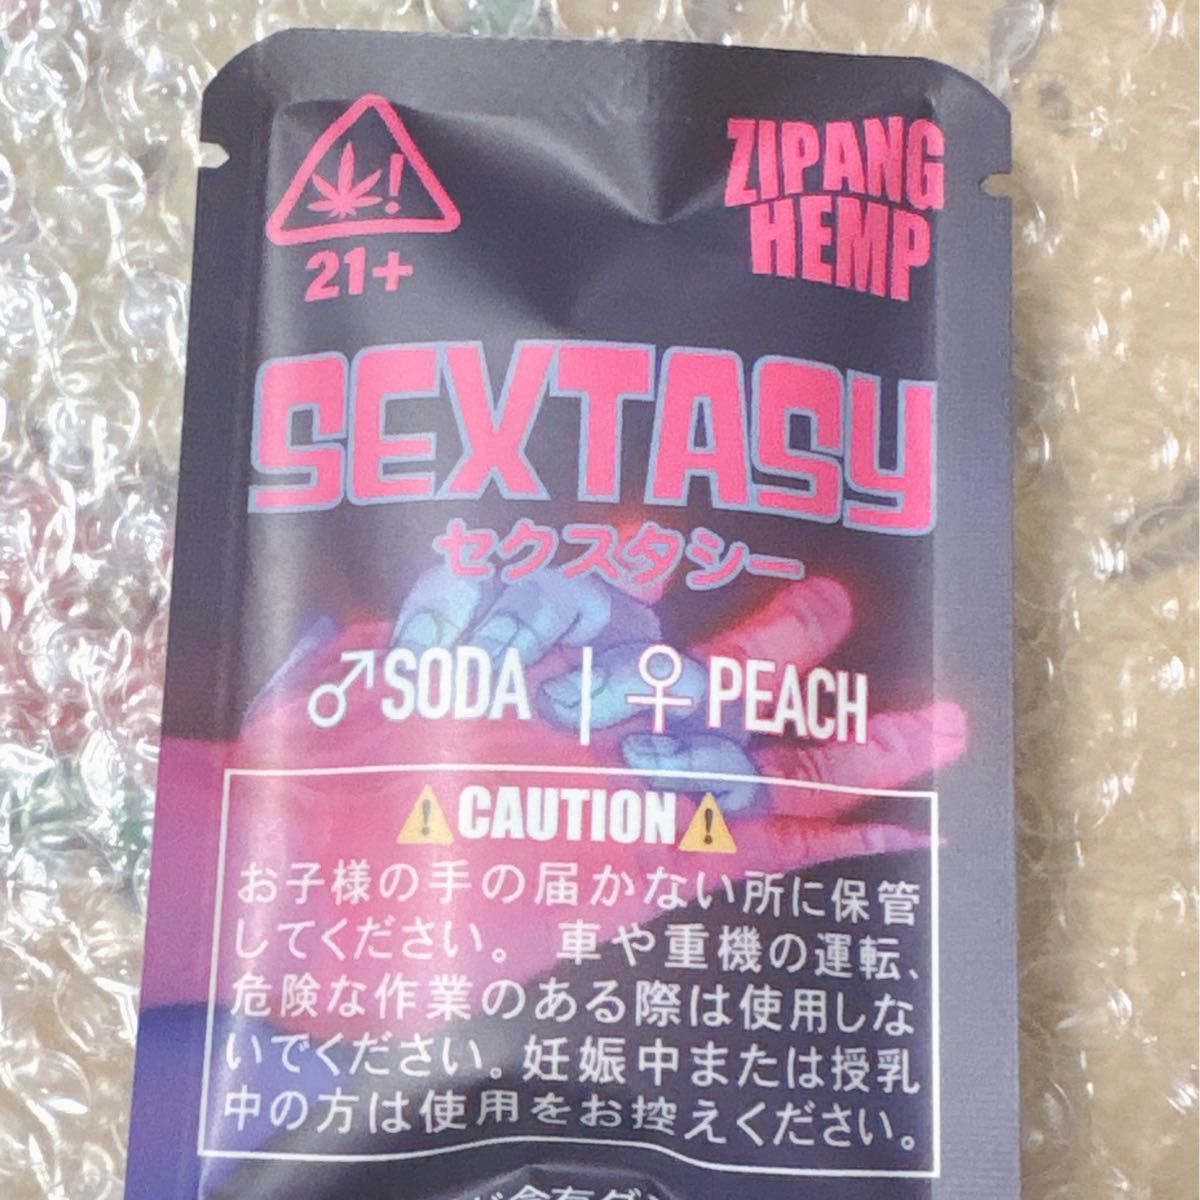 21+
ZIPANG
HEMP
SEXTASY
セクスタシー
♂SODA | ♀PEACH
⚠CAUTION⚠
お子様の手の届かない所に保管
してください。 車や重機の運転、
危険な作業のある際は使用しな
いでください。妊娠中または授乳
中の方は使用をお控えください。